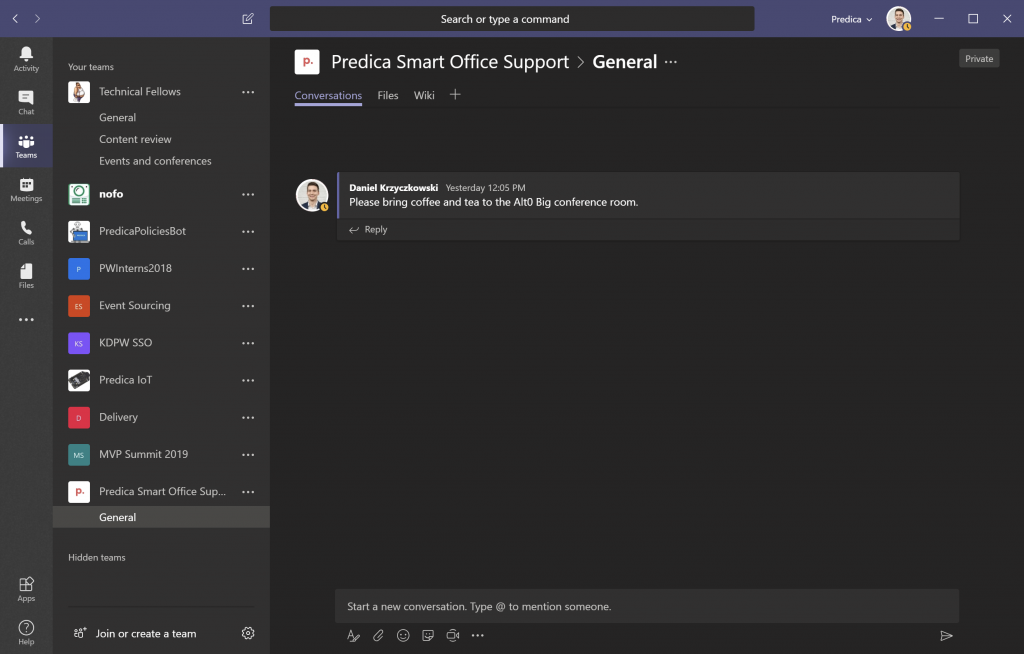 Search or type a command
Predica
Activity
Chat
Teams
Meetings
Calls
Files
Apps
Help
Your teams
Technical Fellows
General
Content review
Events and conferences
nofo
PredicaPoliciesBot
P PWInterns2018
ES Event Sourcing
KS KDPW SSO
Predica IoT
D Delivery
MS MVP Summit 2019
p. Predica Smart Office Sup...
General
Hidden teams
Join or create a team
p. Predica Smart Office Support > General ...
Private
Conversations Files Wiki +
Daniel Krzyczkowski Yesterday 12:05 PM
Please bring coffee and tea to the Alt0 Big conference room.
Reply
Start a new conversation. Type @ to mention someone.